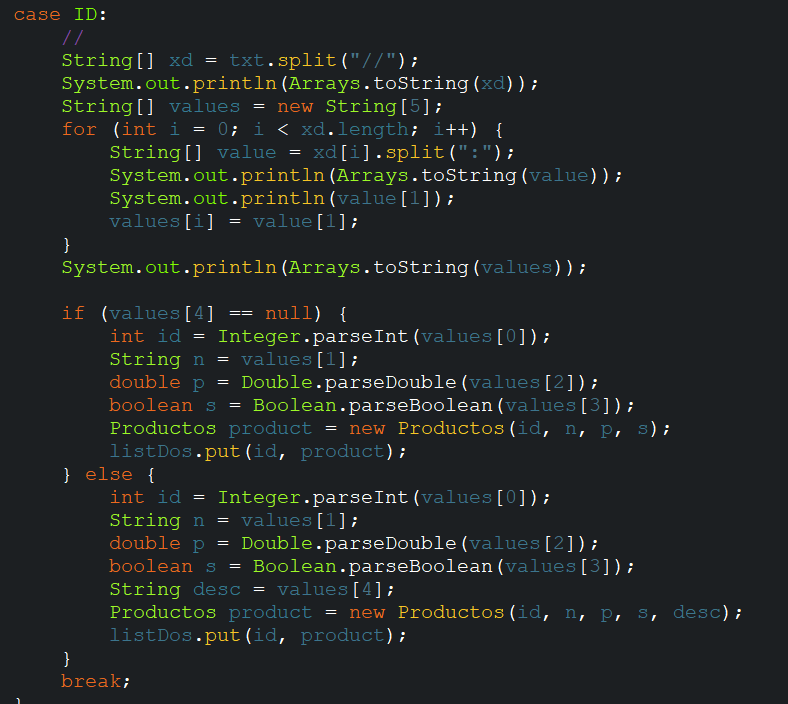 case ID:
//
String[] xd = txt.split("//");
System.out.println(Arrays.toString(xd));
String[] values = new String[5];
for (int i = 0; i < xd.length; i++) {
String[] value = xd[i].split(":");
System.out.println(Arrays.toString(value));
System.out.println(value[1]);
values[i] = value[1];
}
System.out.println(Arrays.toString(values));
if (values[4] == null) {
int id = Integer.parseInt(values[0]);
String n = values[1];
double p = Double.parseDouble(values[2]);
boolean s = Boolean.parseBoolean(values[3]);
Productos product = new Productos(id, n, p, s);
listDos.put(id, product);
} else {
int id = Integer.parseInt(values[0]);
String n = values[1];
double p = Double.parseDouble(values[2]);
boolean s = Boolean.parseBoolean(values[3]);
String desc = values[4];
Productos product = new Productos(id, n, p, s, desc);
listDos.put(id, product);
}
break;